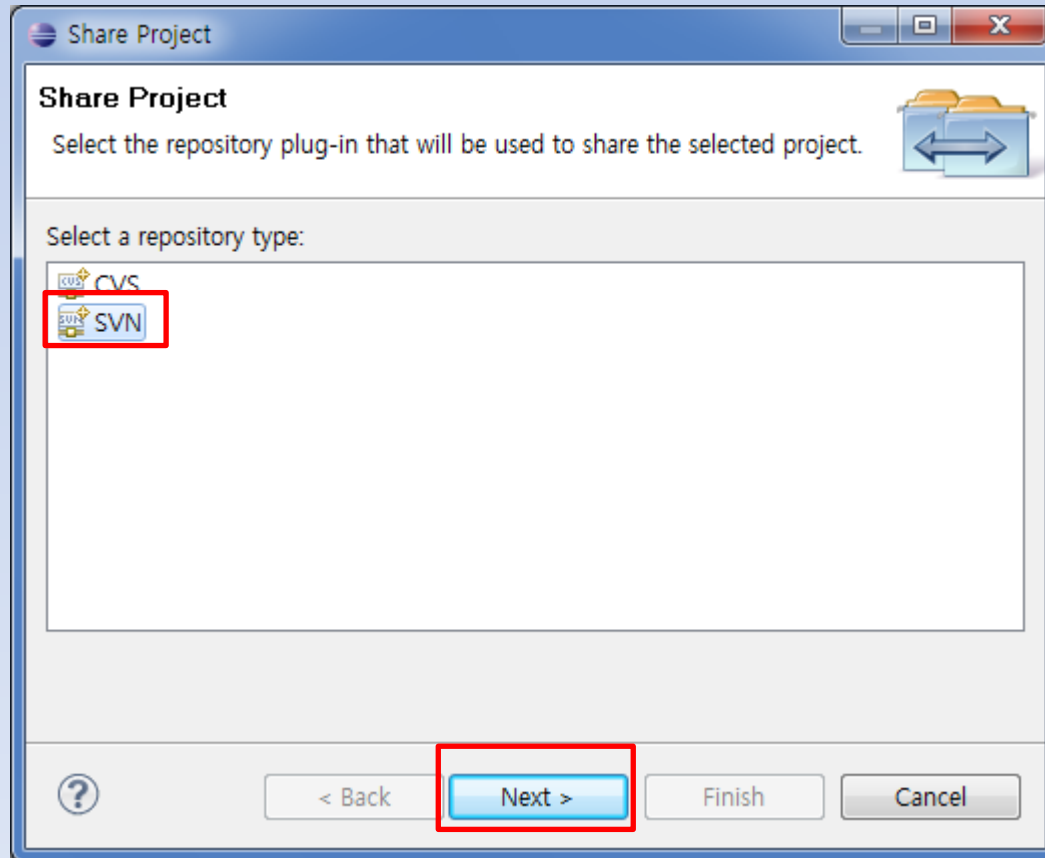 Share Project
Share Project
Select the repository plug-in that will be used to share the selected project.
Select a repository type:
CVS
SVN
< Back
Next >
Finish
Cancel